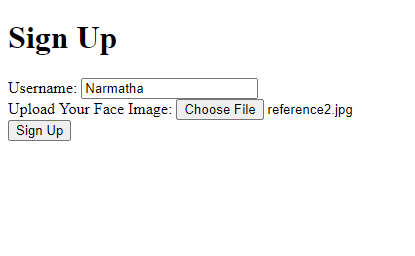 Sign Up
Username: Narmatha
Upload Your Face Image: Choose File reference2.jpg
Sign Up